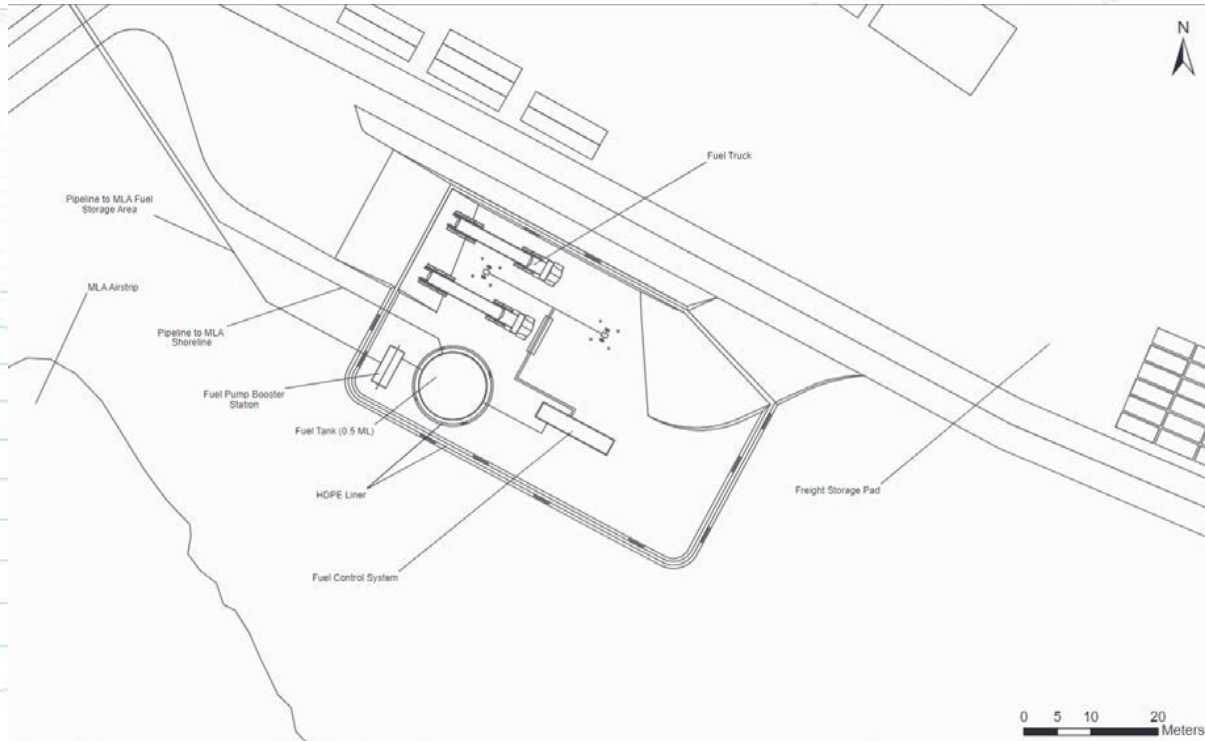 N
Fuel Truck
Pipeline to MLA Fuel
Storage Area
MLA Airstrip
Pipeline to MLA
Shoreline
Fuel Pump Booster
Station
Fuel Tank (0.5 ML)
HDPE Liner
Freight Storage Pad
Fuel Control System
0 5 10 20
Meters